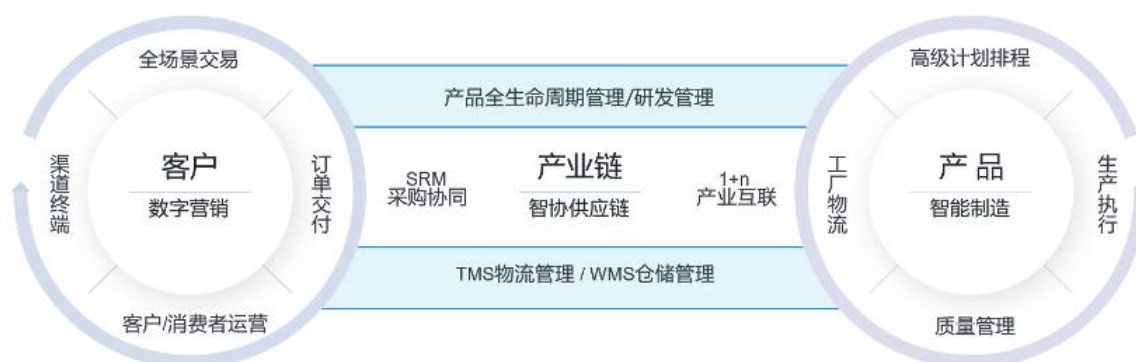 全场景交易
渠道终端
客户
数字营销
订单交付
客户/消费者运营
产品全生命周期管理/研发管理
SRM
采购协同
产业链
智协供应链
1+n
产业互联
TMS物流管理 / WMS仓储管理
高级计划排程
工厂物流
产品
智能制造
生产执行
质量管理